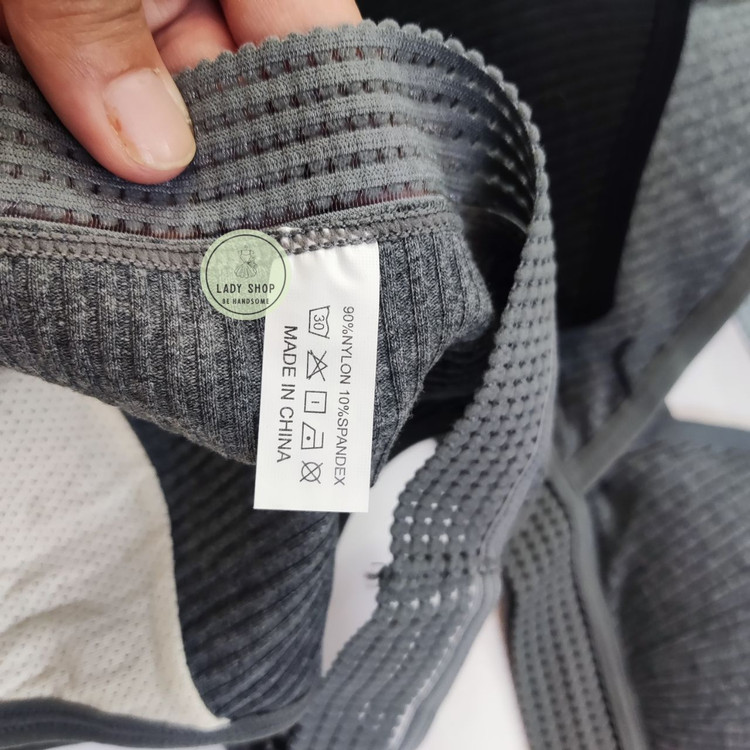 LADY SHOP
BE HANDSOME
90%NYLON 10%SPANDEX
30
MADE IN CHINA